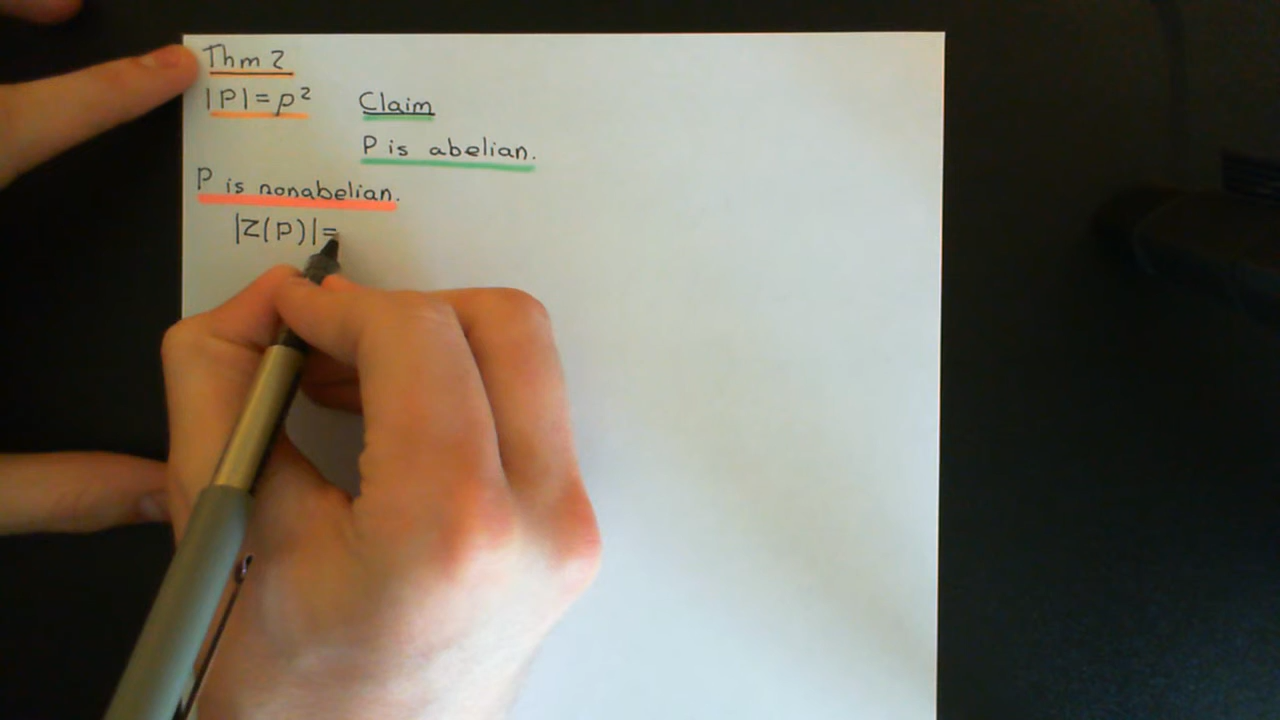 Thm 2
|P| = p²
Claim
P is abelian.
P is nonabelian.
|Z(P)| =